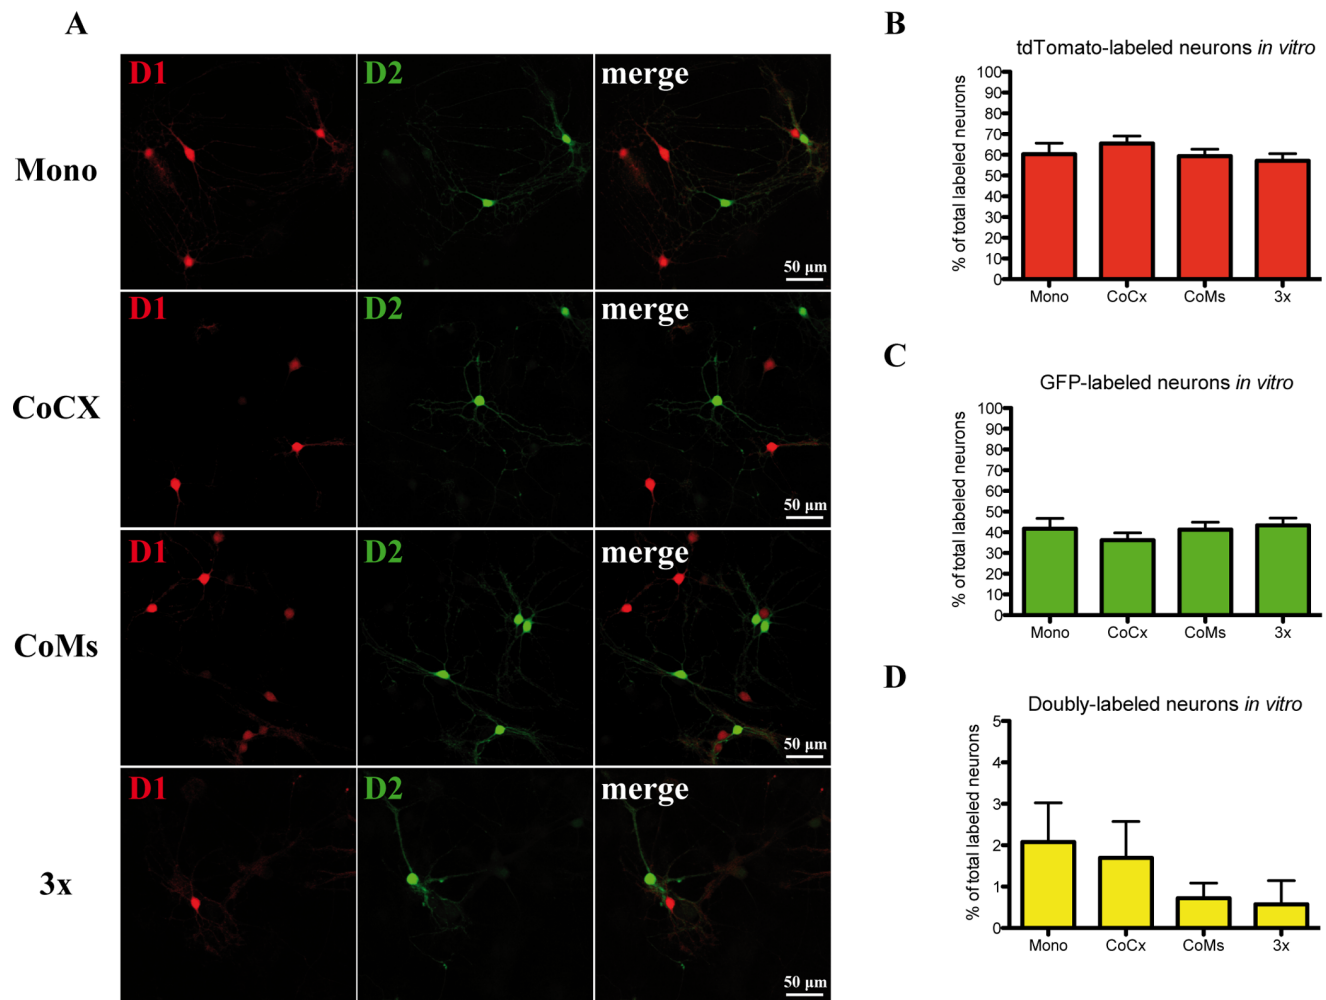 A
D1 D2 merge
Mono
50 µm
D1 D2 merge
CoCX
50 µm
D1 D2 merge
CoMs
50 µm
D1 D2 merge
3x
50 µm
B
tdTomato-labeled neurons in vitro
% of total labeled neurons
100
90
80
70
60
50
40
30
20
10
0
Mono CoCx CoMs 3x
C
GFP-labeled neurons in vitro
% of total labeled neurons
100
90
80
70
60
50
40
30
20
10
0
Mono CoCx CoMs 3x
D
Doubly-labeled neurons in vitro
% of total labeled neurons
5
4
3
2
1
0
Mono CoCx CoMs 3x